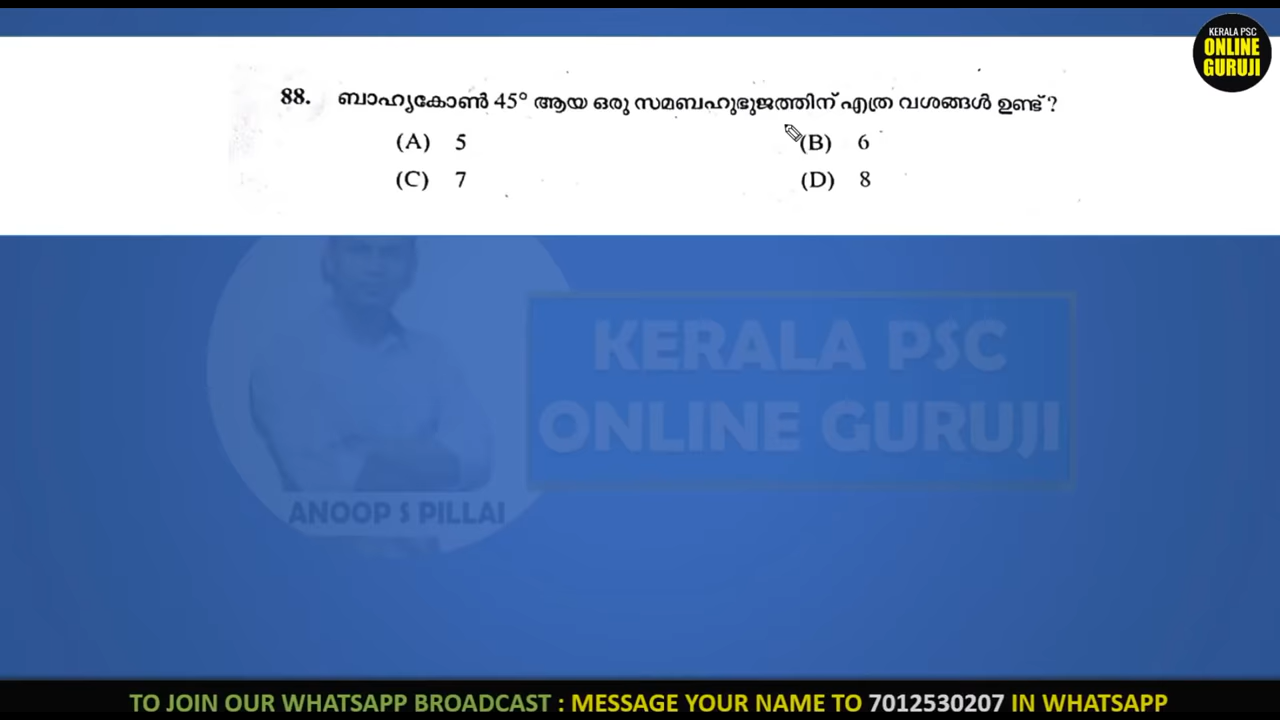 KERALA PSC
ONLINE
GURUJI
88. ബാഹ്യകോൺ 45° ആയ ഒരു സമബഹുഭുജത്തിന് എത്ര വശങ്ങൾ ഉണ്ട് ?
(A) 5 (B) 6
(C) 7 (D) 8
KERALA PSC
ONLINE GURUJI
ANOOP S PILLAI
TO JOIN OUR WHATSAPP BROADCAST : MESSAGE YOUR NAME TO 7012530207 IN WHATSAPP